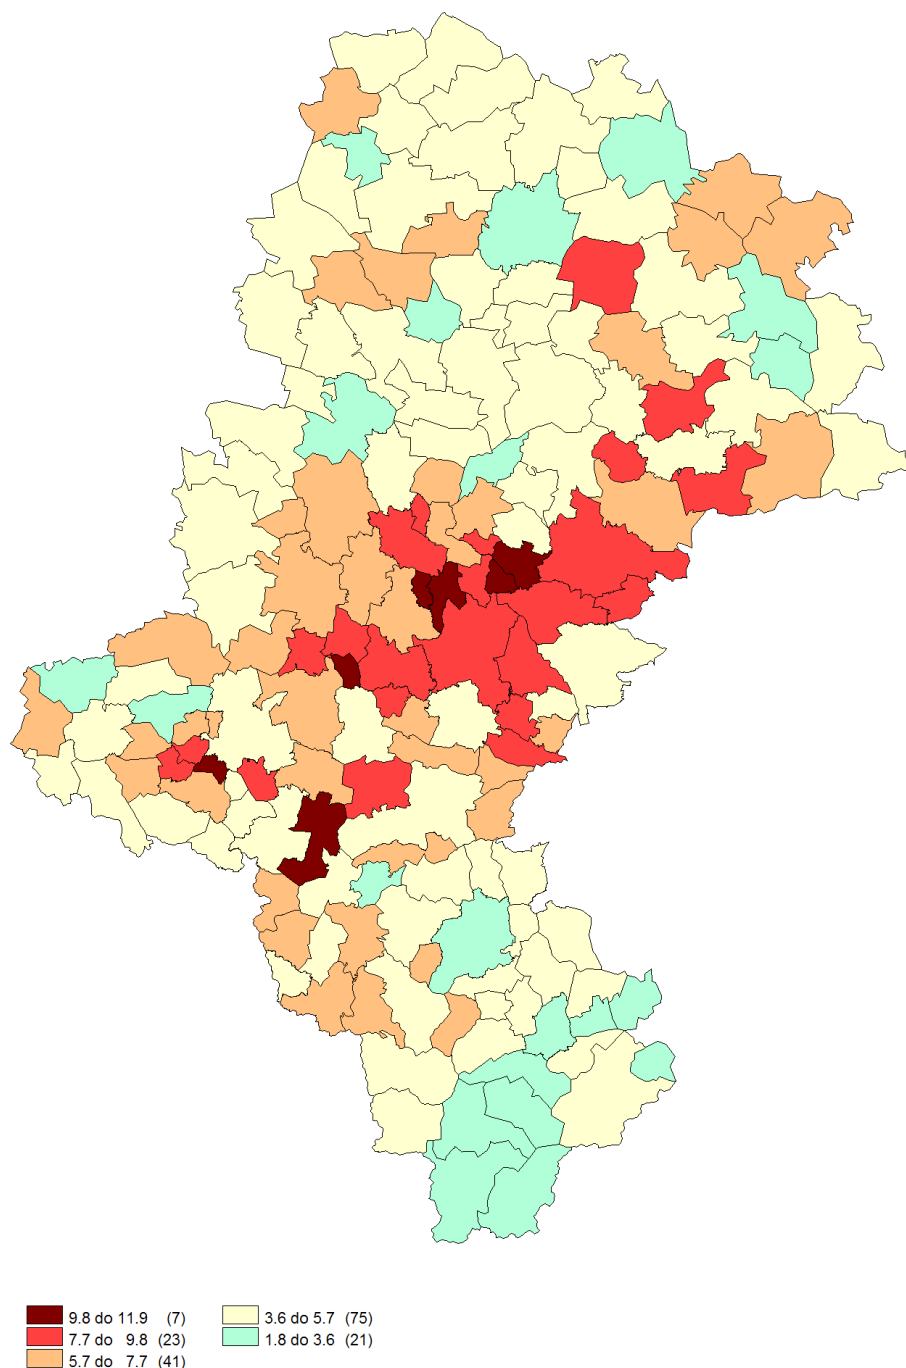 9.8 do 11.9 (7)
7.7 do 9.8 (23)
5.7 do 7.7 (41)
3.6 do 5.7 (75)
1.8 do 3.6 (21)